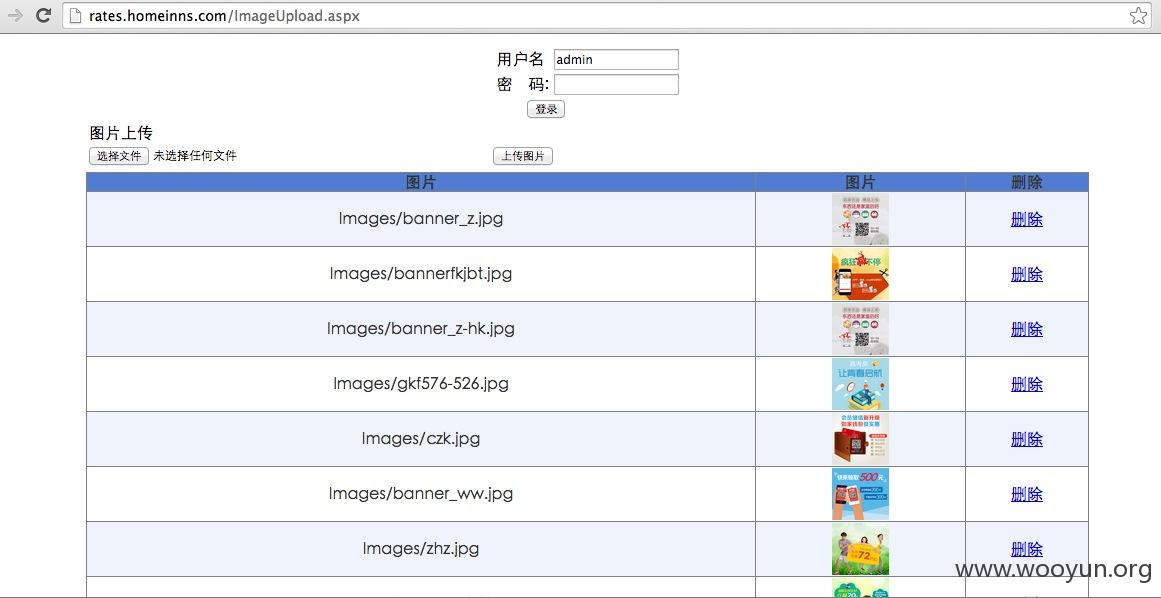 rates.homeinns.com/ImageUpload.aspx
用户名 admin
密 码:
登录
图片上传
选择文件 未选择任何文件 上传图片
图片 图片 删除
Images/banner_z.jpg 删除
Images/bannerfkjbt.jpg 疯狂 不停 删除
Images/banner_z-hk.jpg 删除
Images/gkf576-526.jpg 让青春启航 删除
Images/czk.jpg 删除
Images/banner_ww.jpg 500元 删除
Images/zhz.jpg 72 删除
www.wooyun.org